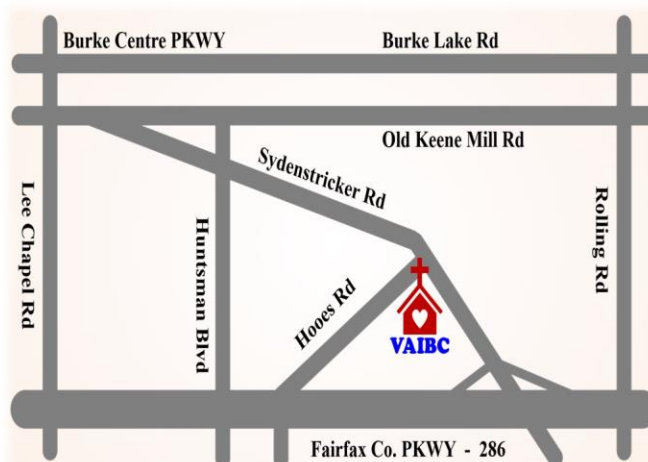 Burke Centre PKWY
Burke Lake Rd
Old Keene Mill Rd
Sydenstricker Rd
Lee Chapel Rd
Huntsman Blvd
Rolling Rd
Hooes Rd
VAIBC
Fairfax Co. PKWY - 286